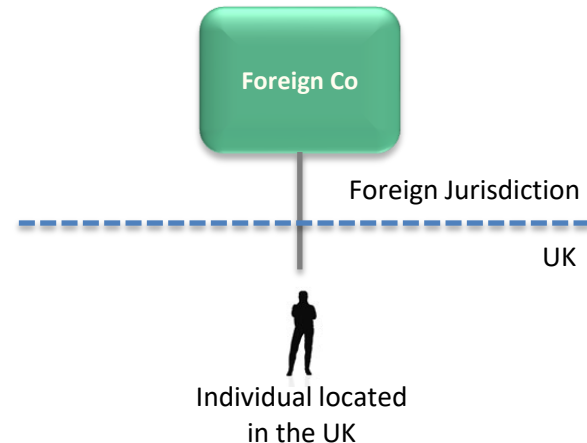 Foreign Co
Foreign Jurisdiction
UK
Individual located
in the UK